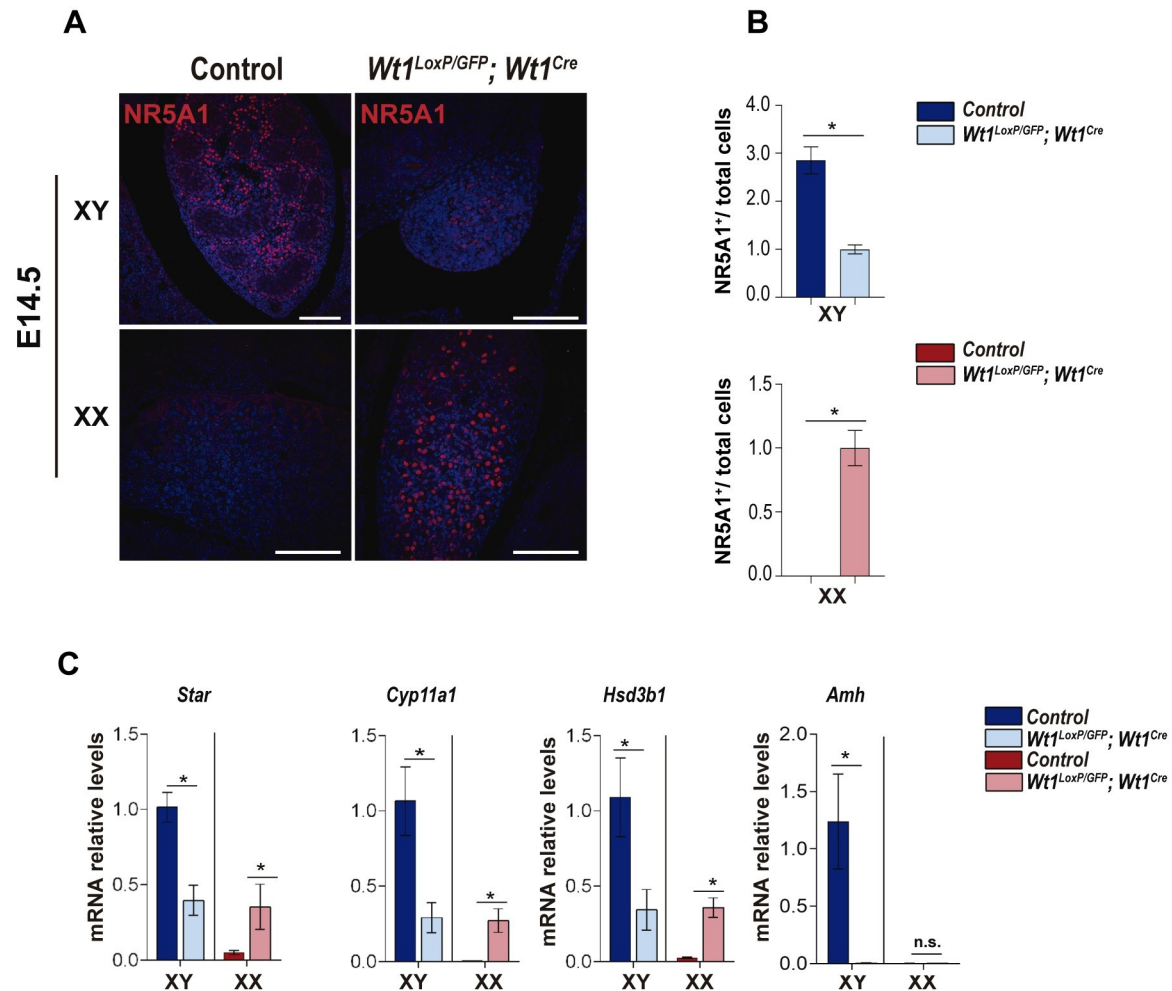 A
Control
Wt1LoxP/GFP; Wt1Cre
NR5A1
NR5A1
E14.5
XY
XX
B
NR5A1+/ total cells
4.0
3.0
2.0
1.0
0.0
*
XY
Control
Wt1LoxP/GFP; Wt1Cre
NR5A1+/ total cells
1.5
1.0
0.5
0.0
*
XX
Control
Wt1LoxP/GFP; Wt1Cre
C
Star
mRNA relative levels
1.5
1.0
0.5
0.0
*
*
XY XX
Cyp11a1
1.5
1.0
0.5
0.0
*
*
XY XX
Hsd3b1
mRNA relative levels
1.5
1.0
0.5
0.0
*
*
XY XX
Amh
mRNA relative levels
2.0
1.5
1.0
0.5
0.0
*
n.s.
XY XX
Control
Wt1LoxP/GFP; Wt1Cre
Control
Wt1LoxP/GFP; Wt1Cre